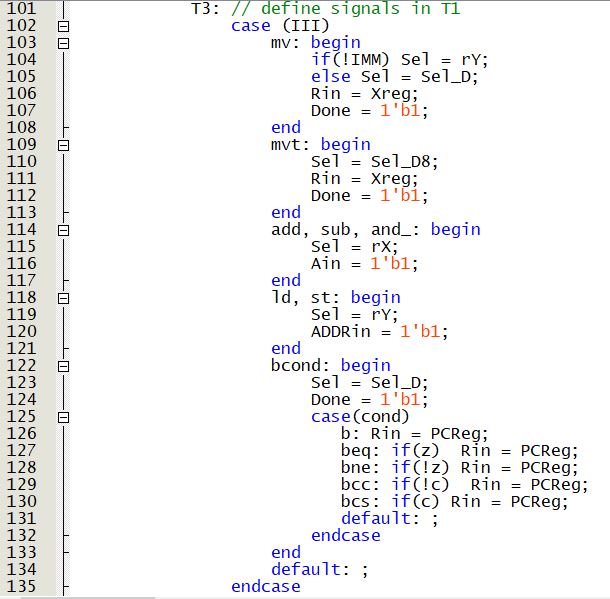 101 T3: // define signals in T1
102 case (III)
103 mv: begin
104 if(!IMM) Sel = rY;
105 else Sel = Sel_D;
106 Rin = Xreg;
107 Done = 1'b1;
108 end
109 mvt: begin
110 Sel = Sel_D8;
111 Rin = Xreg;
112 Done = 1'b1;
113 end
114 add, sub, and_: begin
115 Sel = rX;
116 Ain = 1'b1;
117 end
118 ld, st: begin
119 Sel = rY;
120 ADDRin = 1'b1;
121 end
122 bcond: begin
123 Sel = Sel_D;
124 Done = 1'b1;
125 case(cond)
126 b: Rin = PCReg;
127 beq: if(z)  Rin = PCReg;
128 bne: if(!z) Rin = PCReg;
129 bcc: if(!c)  Rin = PCReg;
130 bcs: if(c) Rin = PCReg;
131 default: ;
132 endcase
133 end
134 default: ;
135 endcase